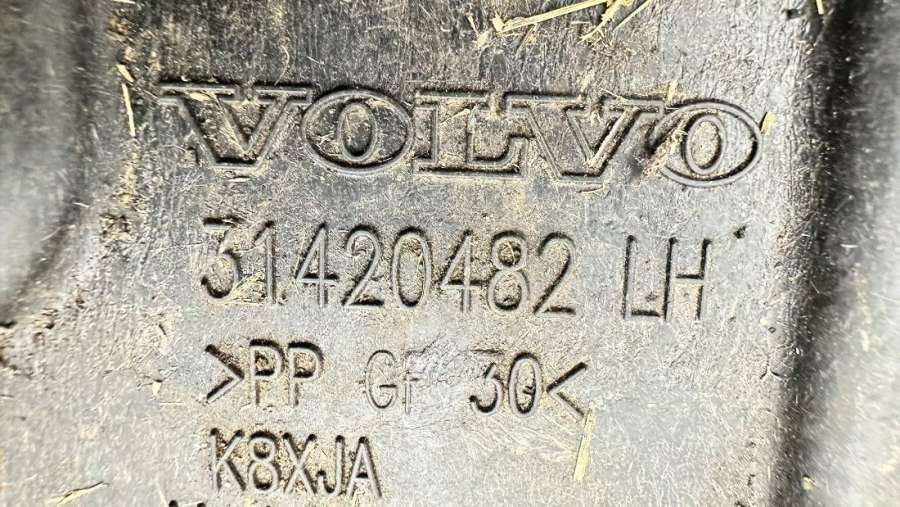 VOLVO
31420482 LH
>PP GF 30<
K8XJA